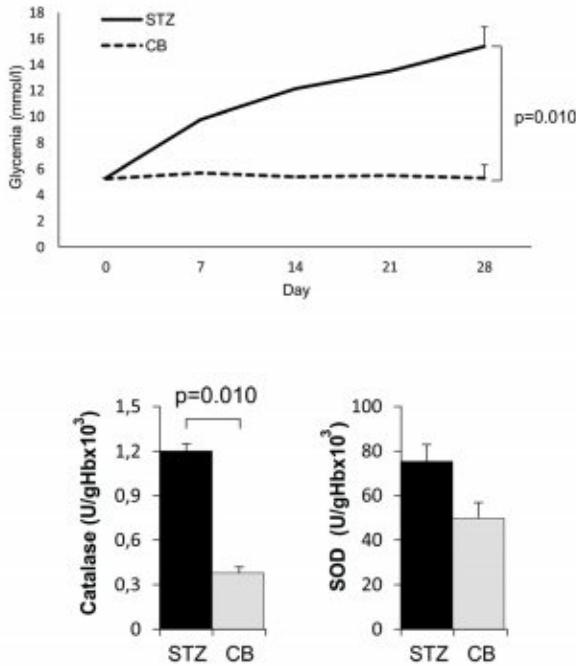 18
16
14
12
10
8
6
4
2
0
Glycemia (mmol/l)
STZ
CB
p=0.010
0 7 14 21 28
Day
p=0.010
1,5
1,2
0,9
0,6
0,3
0
Catalase (U/gHbx10³)
STZ CB
100
80
60
40
20
0
SOD (U/gHbx10³)
STZ CB